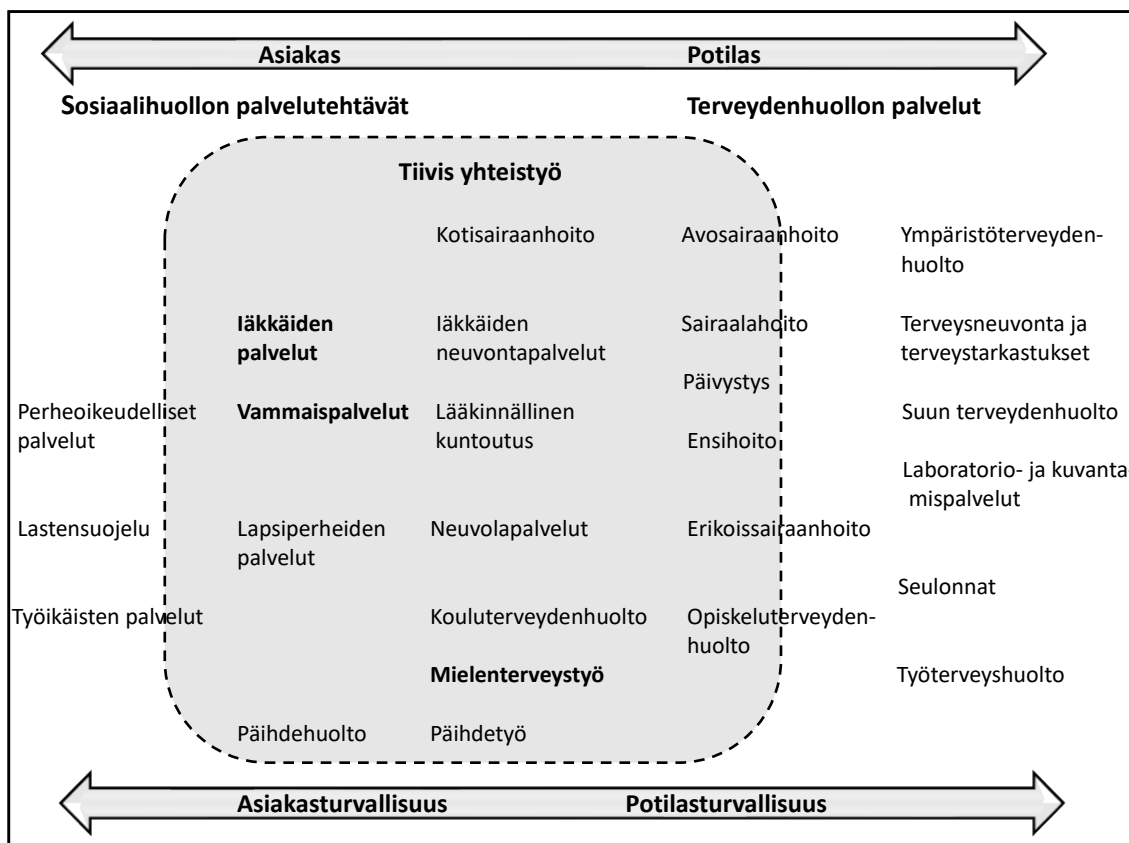 Asiakas Potilas
Sosiaalihuollon palvelutehtävät Terveydenhuollon palvelut
Tiivis yhteistyö
Kotisairaanhoito Avosairaanhoito Ympäristöterveyden-
huolto
Iäkkäiden Iäkkäiden Sairaalahoito Terveysneuvonta ja
palvelut neuvontapalvelut terveystarkastukset
Päivystys
Perheoikeudelliset Vammaispalvelut Lääkinnällinen Suun terveydenhuolto
palvelut kuntoutus Ensihoito
Laboratorio- ja kuvanta-
mispalvelut
Lastensuojelu Lapsiperheiden Neuvolapalvelut Erikoissairaanhoito
palvelut
Seulonnat
Työikäisten palvelut Kouluterveydenhuolto Opiskeluterveyden-
huolto
Mielenterveystyö Työterveyshuolto
Päihdehuolto Päihdetyö
Asiakasturvallisuus Potilasturvallisuus